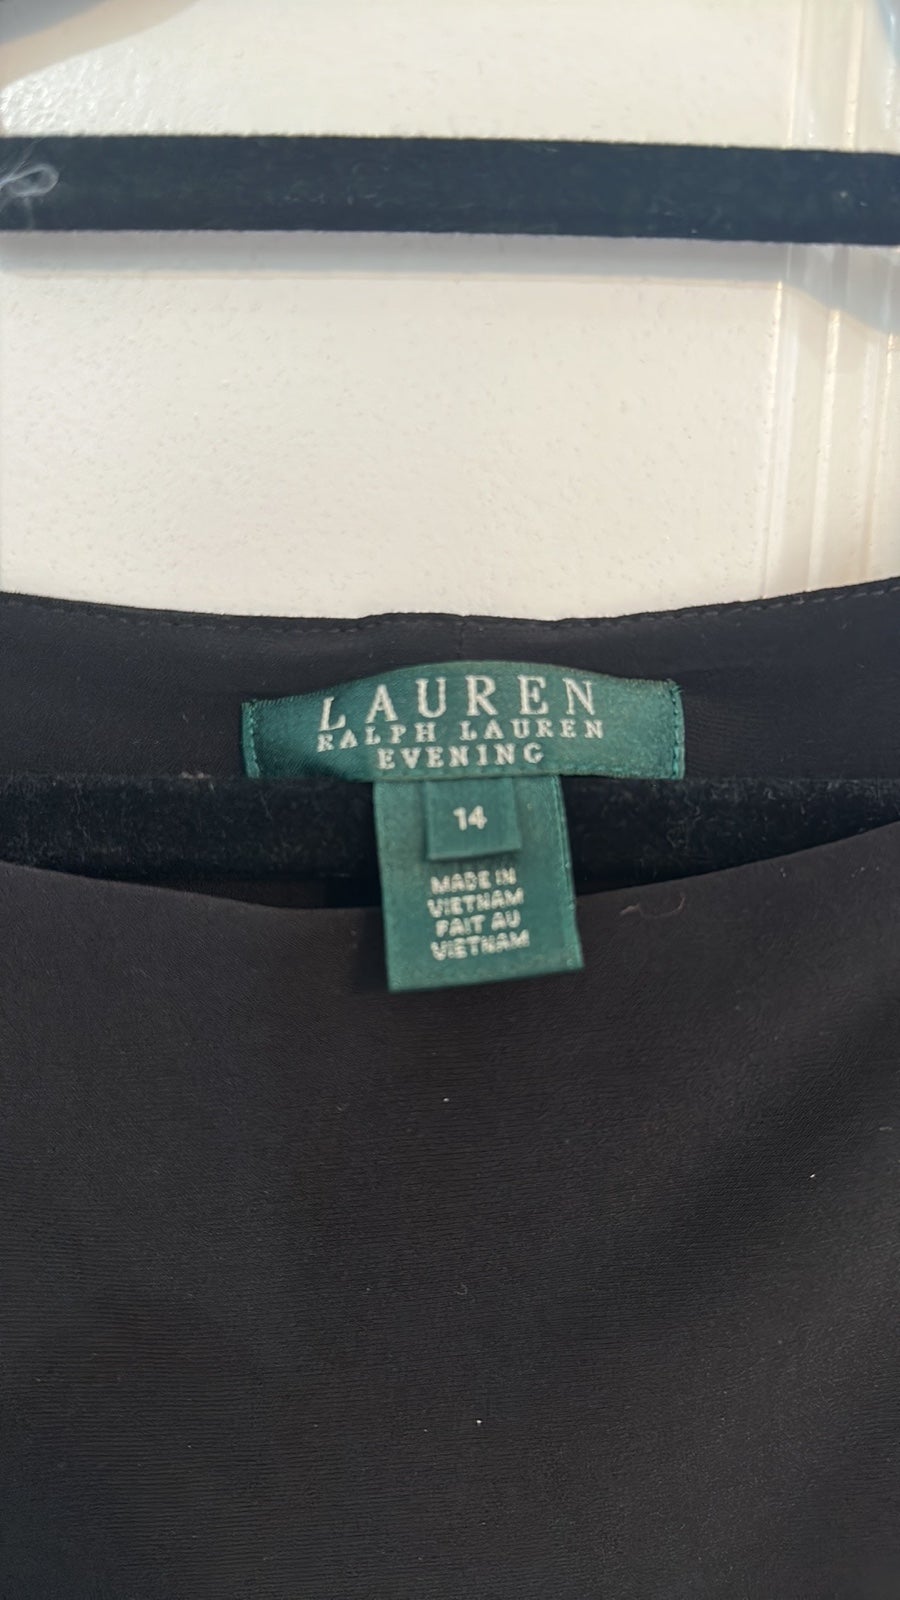 LAUREN
RALPH LAUREN
EVENING
14
MADE IN
VIETNAM
FAIT AU
VIETNAM